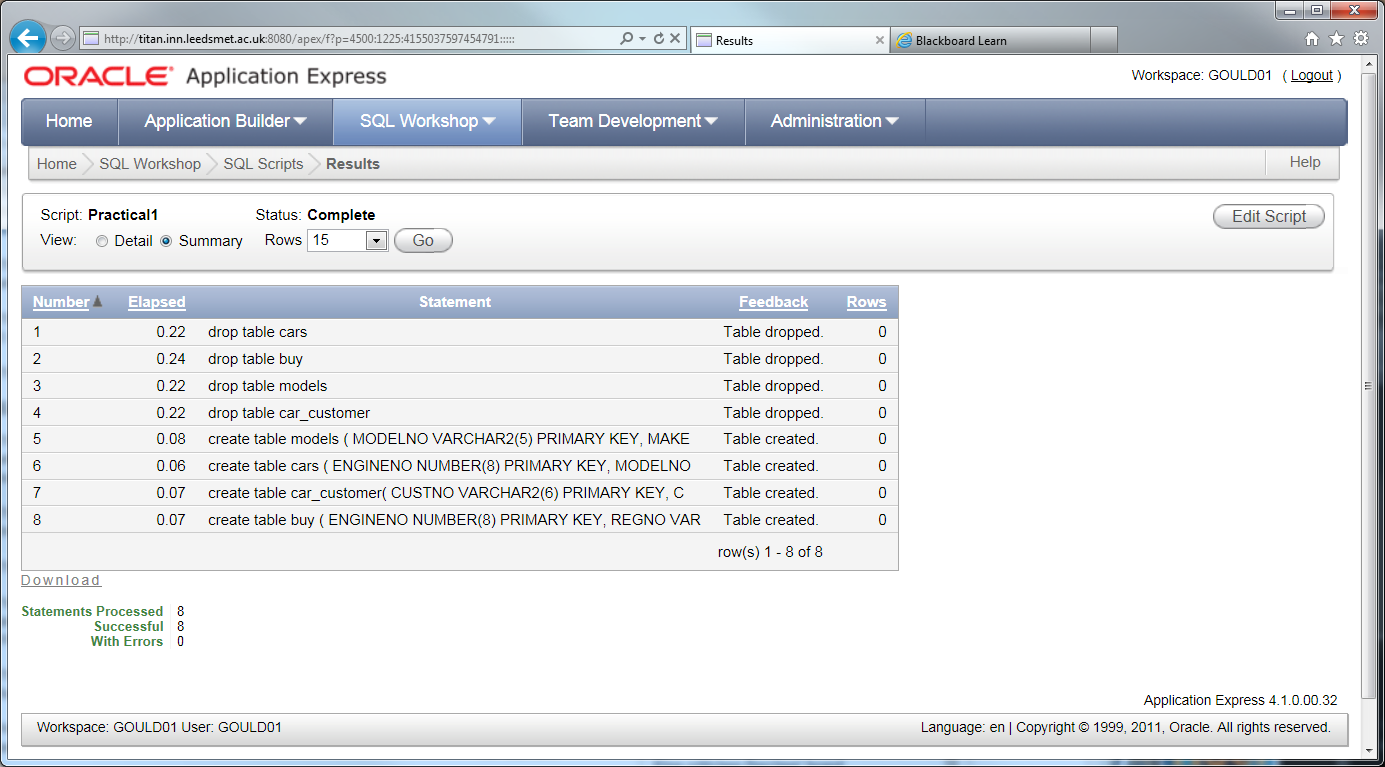 http://titan.inn.leedsmet.ac.uk:8080/apex/f?p=4500:1225:4155037597454791:::::
Results
Blackboard Learn
ORACLE Application Express
Workspace: GOULD01 ( Logout )
Home Application Builder SQL Workshop Team Development Administration
Home SQL Workshop SQL Scripts Results Help
Script: Practical1 Status: Complete Edit Script
View: Detail Summary Rows 15 Go
Number Elapsed Statement Feedback Rows
1 0.22 drop table cars Table dropped. 0
2 0.24 drop table buy Table dropped. 0
3 0.22 drop table models Table dropped. 0
4 0.22 drop table car_customer Table dropped. 0
5 0.08 create table models ( MODELNO VARCHAR2(5) PRIMARY KEY, MAKE Table created. 0
6 0.06 create table cars ( ENGINENO NUMBER(8) PRIMARY KEY, MODELNO Table created. 0
7 0.07 create table car_customer( CUSTNO VARCHAR2(6) PRIMARY KEY, C Table created. 0
8 0.07 create table buy ( ENGINENO NUMBER(8) PRIMARY KEY, REGNO VAR Table created. 0
row(s) 1 - 8 of 8
Download
Statements Processed 8
Successful 8
With Errors 0
Application Express 4.1.0.00.32
Workspace: GOULD01 User: GOULD01 Language: en | Copyright © 1999, 2011, Oracle. All rights reserved.